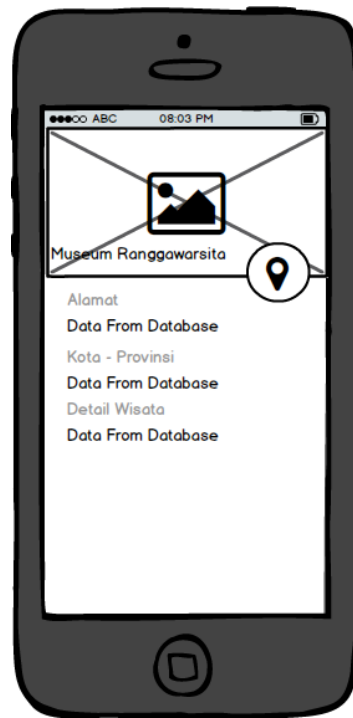 ABC 08:03 PM
Museum Ranggawarsita
Alamat
Data From Database
Kota - Provinsi
Data From Database
Detail Wisata
Data From Database